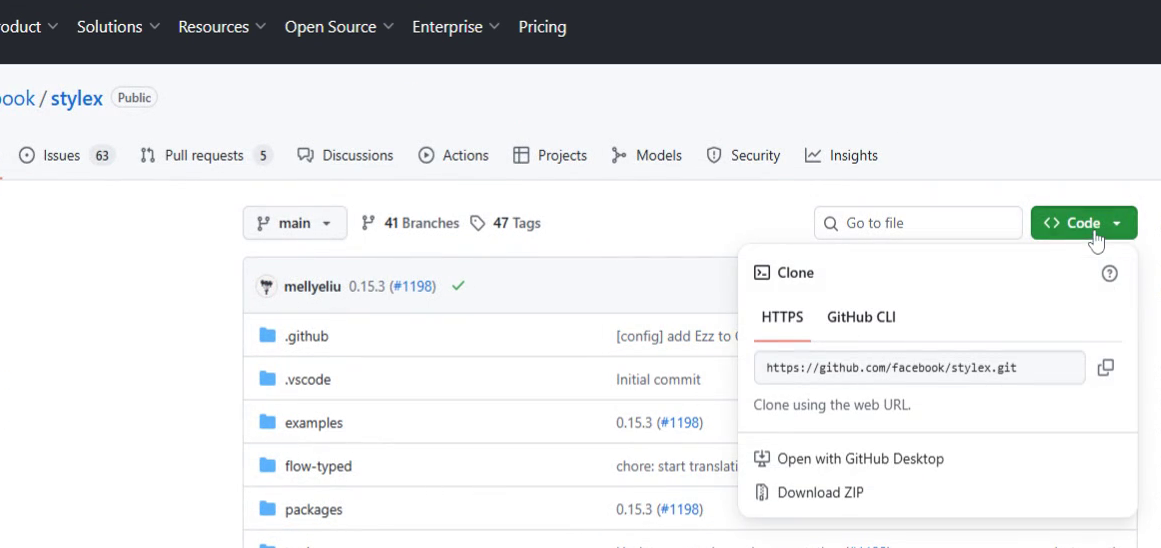 oduct Solutions Resources Open Source Enterprise Pricing
ook / stylex Public
Issues 63 Pull requests 5 Discussions Actions Projects Models Security Insights
main 41 Branches 47 Tags Go to file Code
Clone
mellyeliu 0.15.3 (#1198)
HTTPS GitHub CLI
.github [config] add Ezz to
https://github.com/facebook/stylex.git
.vscode Initial commit
Clone using the web URL.
examples 0.15.3 (#1198)
Open with GitHub Desktop
flow-typed chore: start translati
Download ZIP
packages 0.15.3 (#1198)